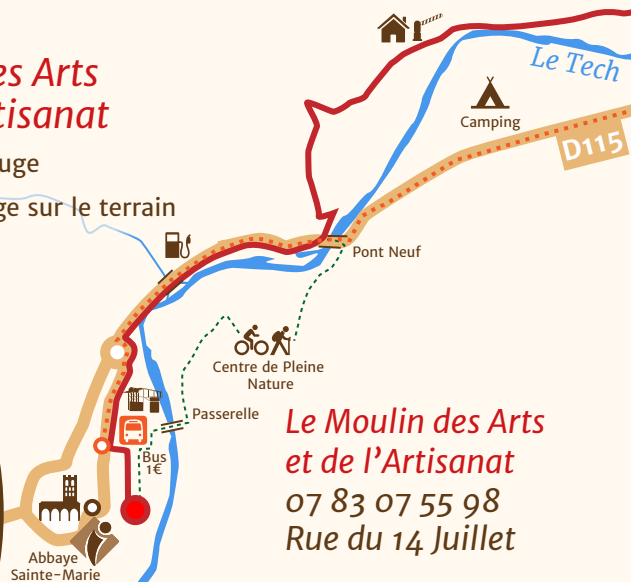 es Arts
tisanat
uge
ge sur le terrain
Le Tech
Camping
D115
Pont Neuf
Centre de Pleine
Nature
Passerelle
Bus
1€
Le Moulin des Arts
et de l'Artisanat
07 83 07 55 98
Rue du 14 Juillet
Abbaye
Sainte-Marie